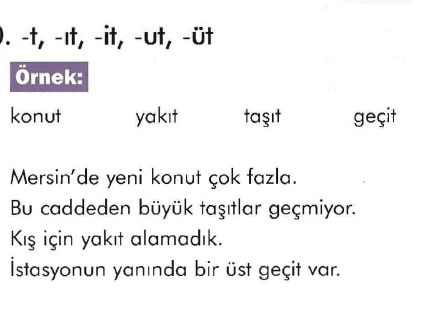 . -t, -ıt, -it, -ut, -üt
Örnek:
konut yakıt taşıt geçit
Mersin'de yeni konut çok fazla.
Bu caddeden büyük taşıtlar geçmiyor.
Kış için yakıt alamadık.
İstasyonun yanında bir üst geçit var.